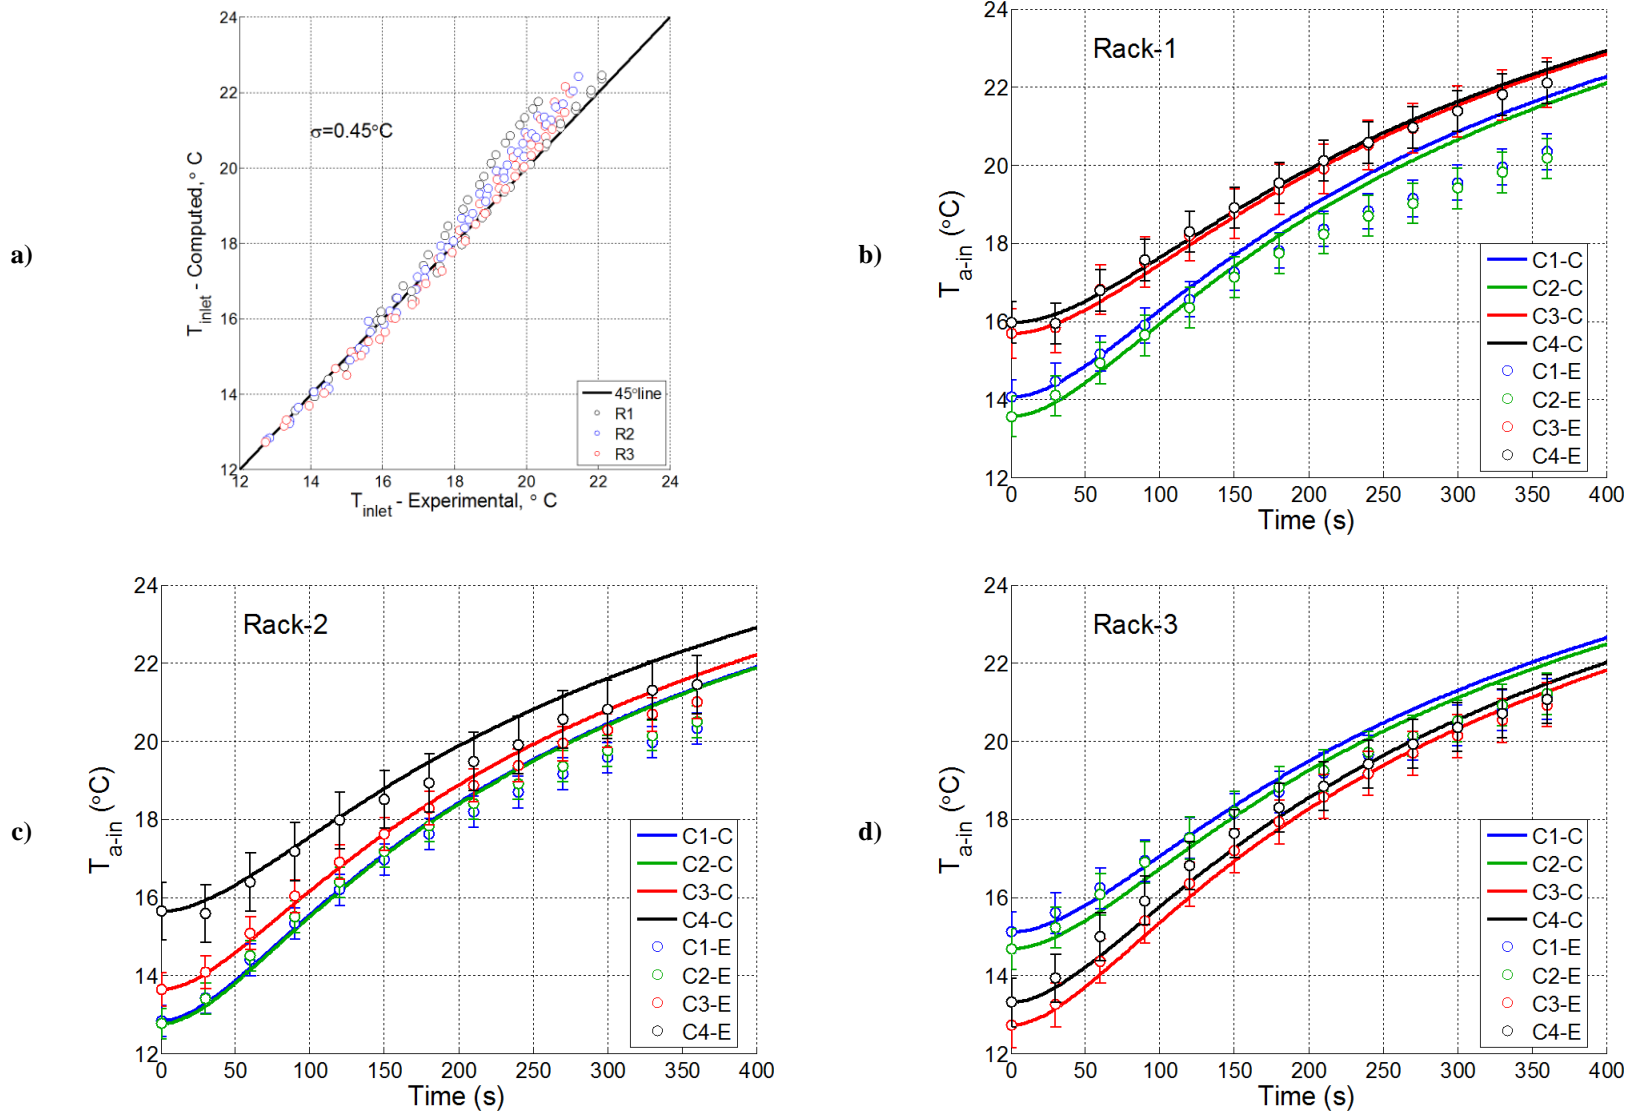 a)
24
22
20
18
16
14
12
12 14 16 18 20 22 24
T_inlet - Computed, °C
T_inlet - Experimental, °C
σ=0.45°C
45°line
R1
R2
R3
b)
Rack-1
24
22
20
18
16
14
12
0 50 100 150 200 250 300 350 400
T_a-in (°C)
Time (s)
C1-C
C2-C
C3-C
C4-C
C1-E
C2-E
C3-E
C4-E
c)
Rack-2
24
22
20
18
16
14
12
0 50 100 150 200 250 300 350 400
T_a-in (°C)
Time (s)
C1-C
C2-C
C3-C
C4-C
C1-E
C2-E
C3-E
C4-E
d)
Rack-3
24
22
20
18
16
14
12
0 50 100 150 200 250 300 350 400
T_a-in (°C)
Time (s)
C1-C
C2-C
C3-C
C4-C
C1-E
C2-E
C3-E
C4-E